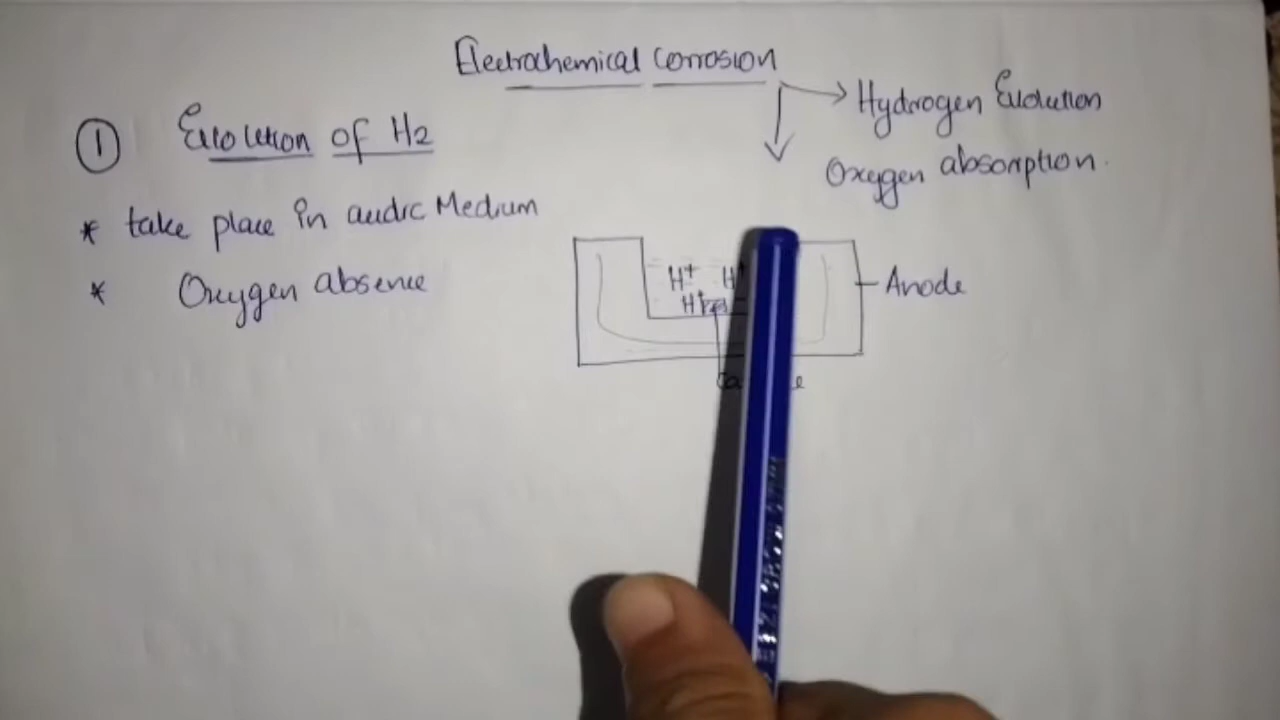 Electrochemical corrosion
Hydrogen Evolution
Oxygen absorption.
① Evolution of H2
* take place in acidic Medium
* Oxygen absence
H+ H+
H+
Anode